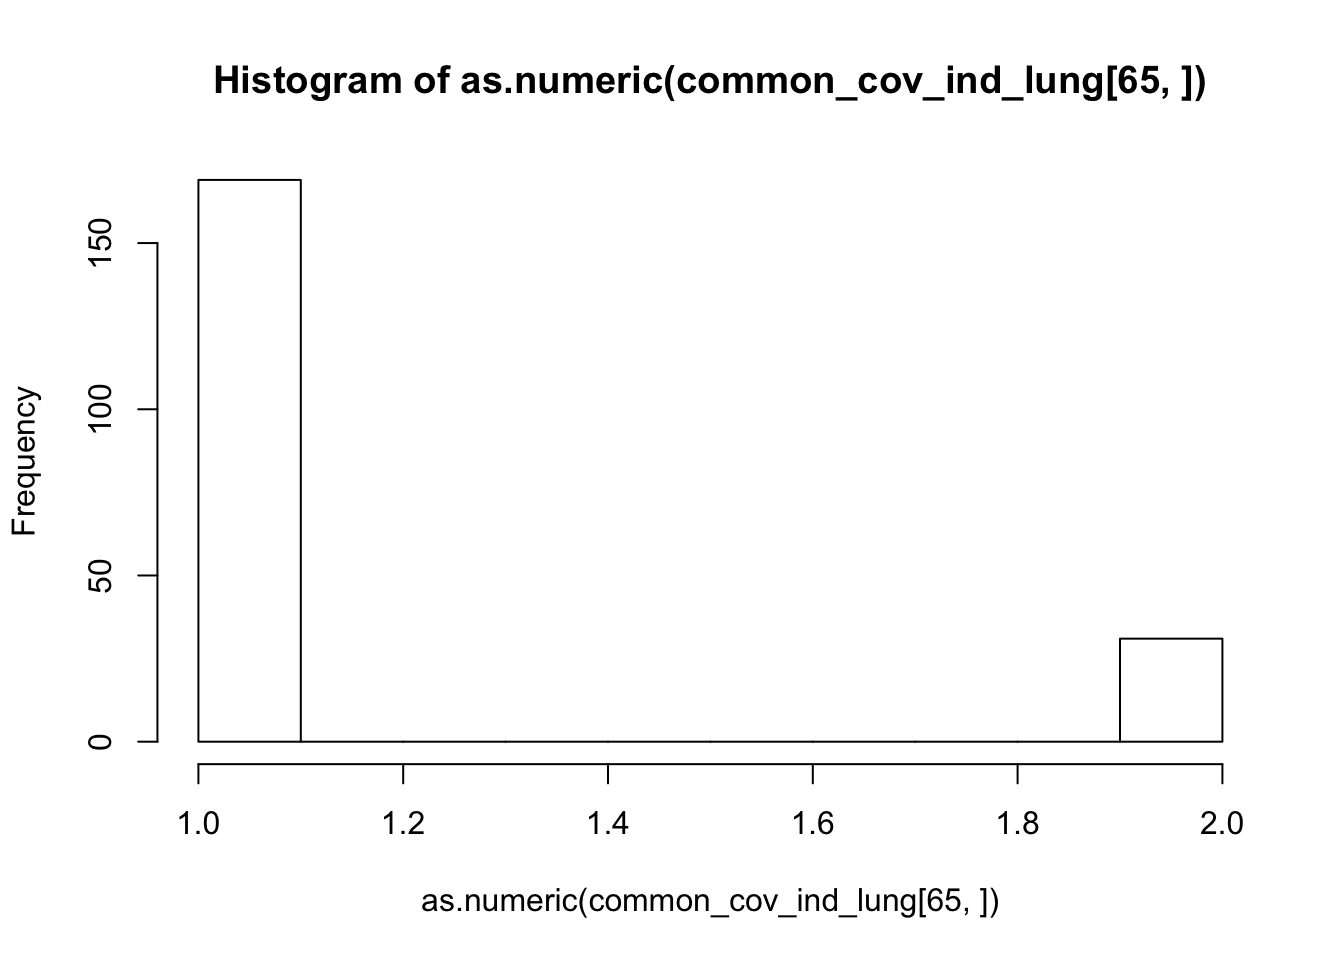 Histogram of as.numeric(common_cov_ind_lung[65, ])
Frequency
150
100
50
0
1.0 1.2 1.4 1.6 1.8 2.0
as.numeric(common_cov_ind_lung[65, ])